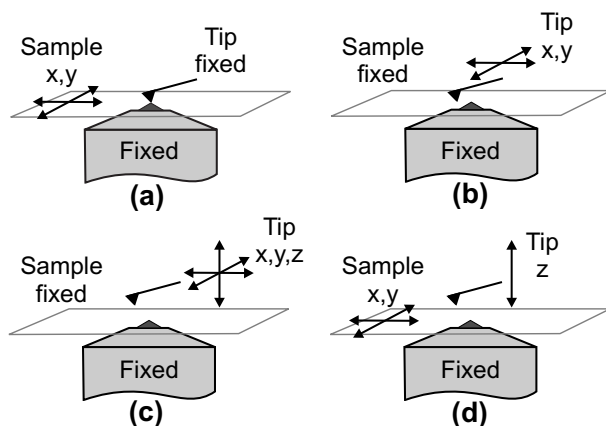 Sample
x,y
Tip
fixed
Fixed
(a)
Sample
fixed
Tip
x,y
Fixed
(b)
Sample
fixed
Tip
x,y,z
Fixed
(c)
Sample
x,y
Tip
z
Fixed
(d)